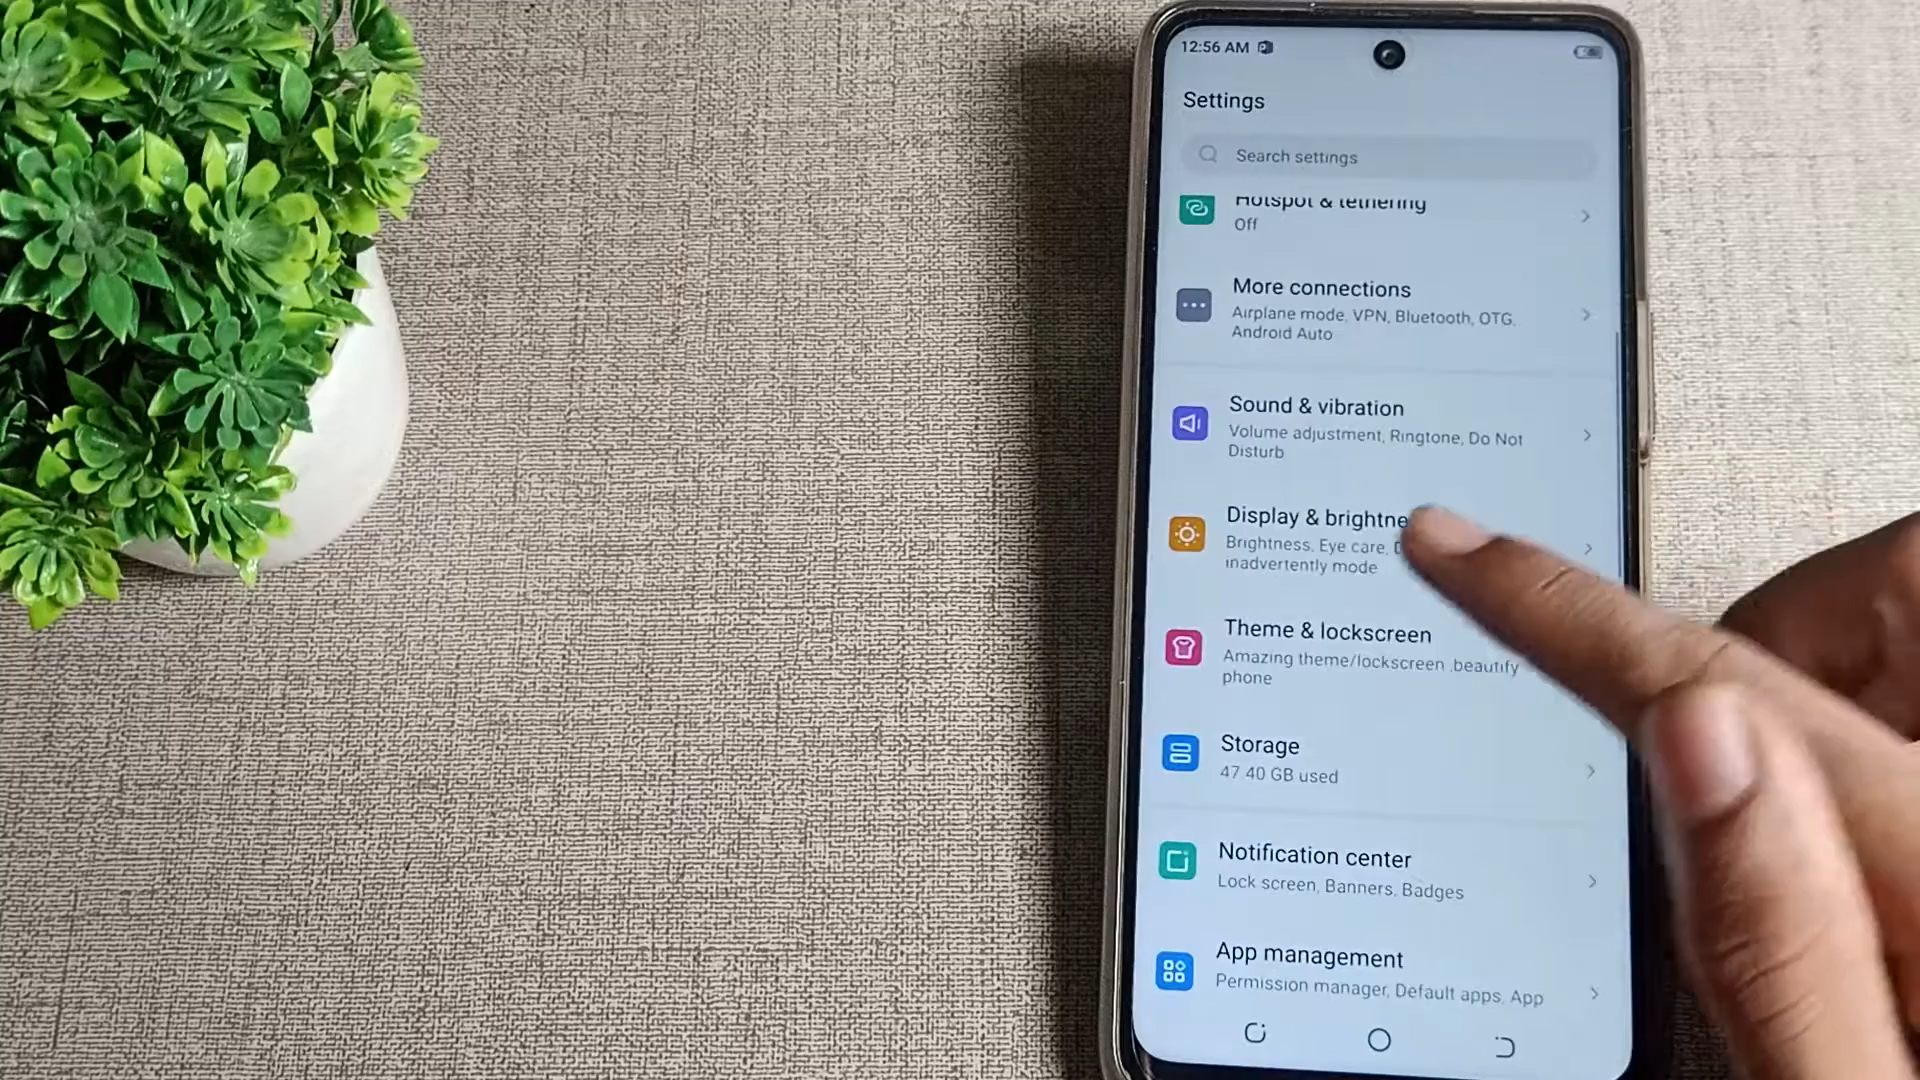 12:56 AM
Settings
Search settings
Hotspot & tethering
Off
More connections
Airplane mode, VPN, Bluetooth, OTG,
Android Auto
Sound & vibration
Volume adjustment, Ringtone, Do Not
Disturb
Display & brightne
Brightness, Eye care,
inadvertently mode
Theme & lockscreen
Amazing theme/lockscreen ,beautify
phone
Storage
47.40 GB used
Notification center
Lock screen, Banners, Badges
App management
Permission manager, Default apps, App